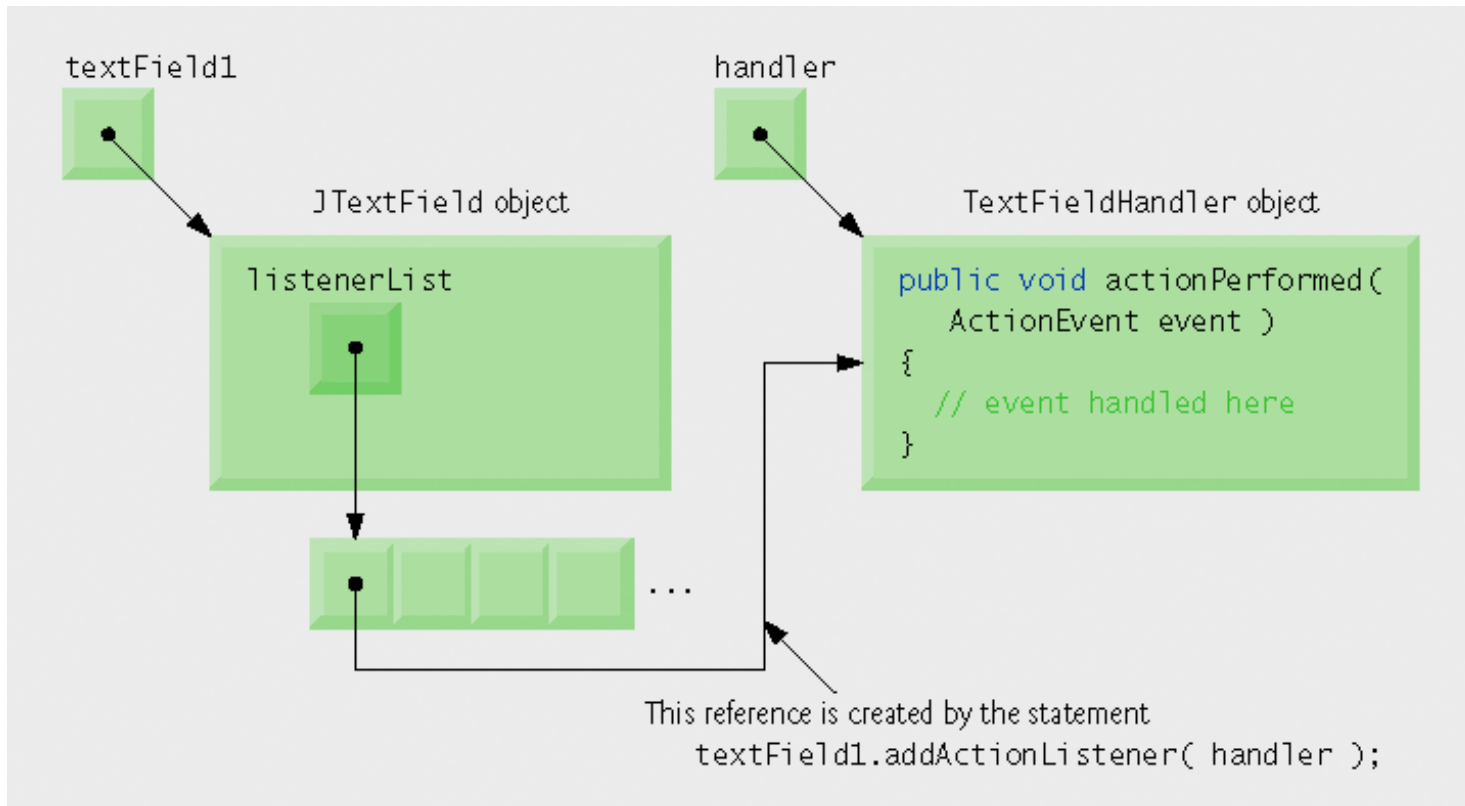 textField1
handler
JTextField object
TextFieldHandler object
listenerList
public void actionPerformed(
ActionEvent event )
{
// event handled here
}
...
This reference is created by the statement
textField1.addActionListener( handler );